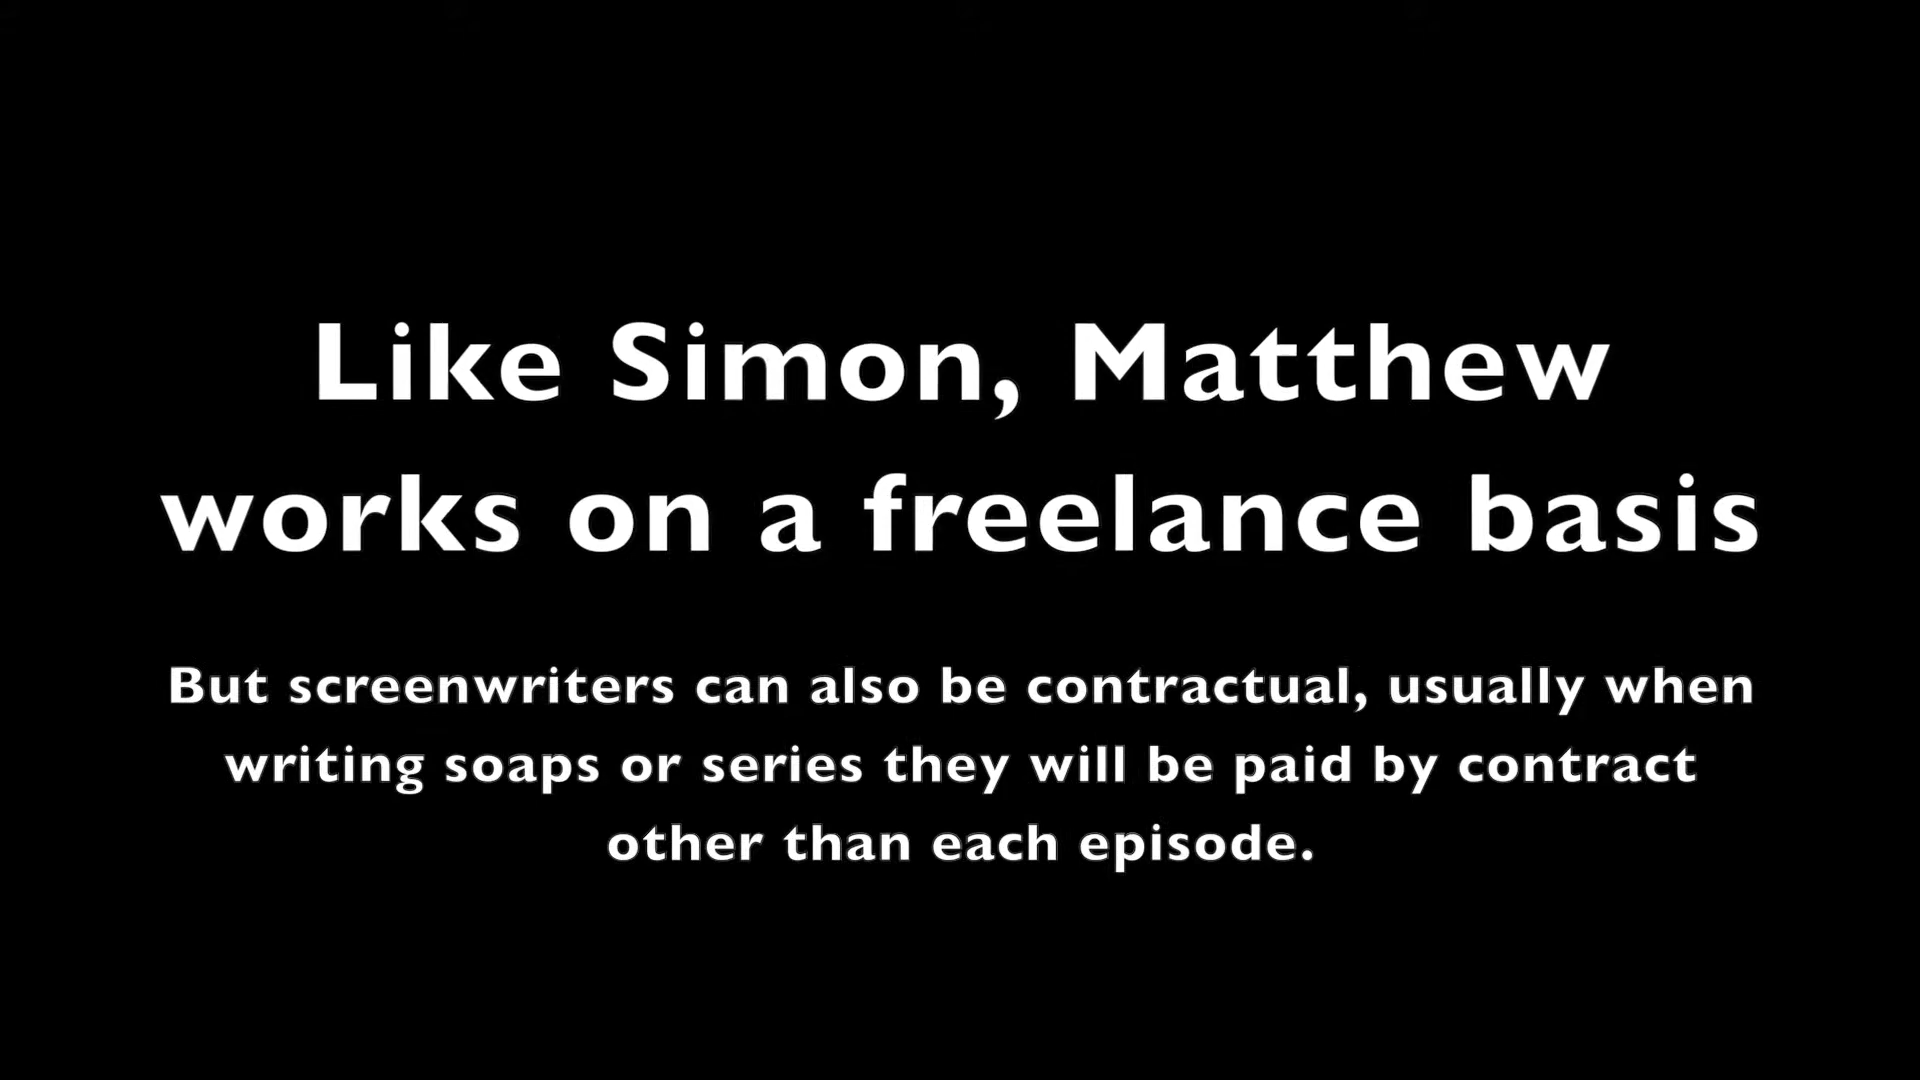 Like Simon, Matthew
works on a freelance basis
But screenwriters can also be contractual, usually when
writing soaps or series they will be paid by contract
other than each episode.